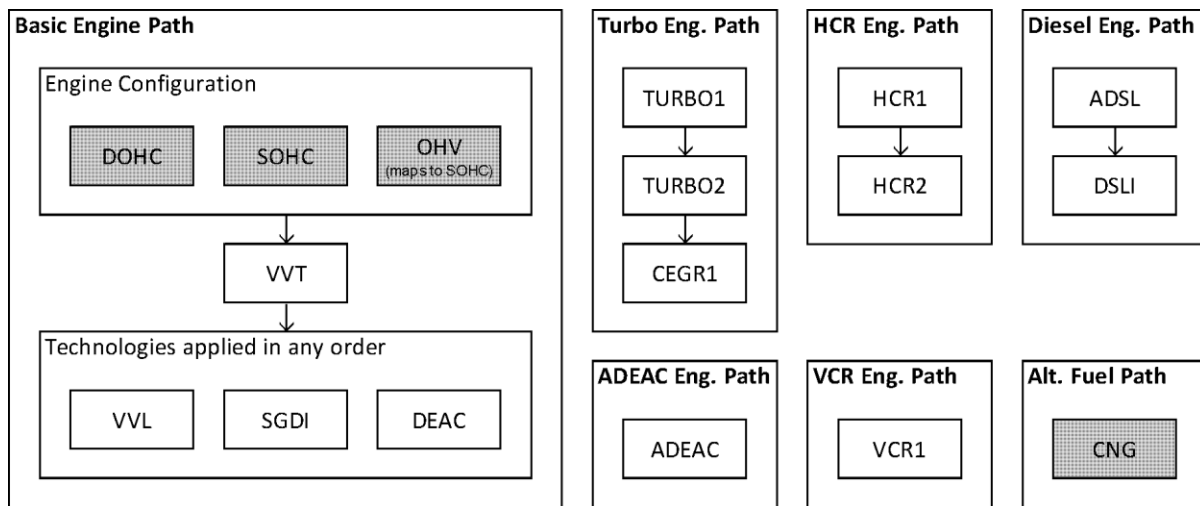 Basic Engine Path
Engine Configuration
DOHC
SOHC
OHV
(maps to SOHC)
VVT
Technologies applied in any order
VVL
SGDI
DEAC
Turbo Eng. Path
TURBO1
TURBO2
CEGR1
HCR Eng. Path
HCR1
HCR2
Diesel Eng. Path
ADSL
DSLI
ADEAC Eng. Path
ADEAC
VCR Eng. Path
VCR1
Alt. Fuel Path
CNG